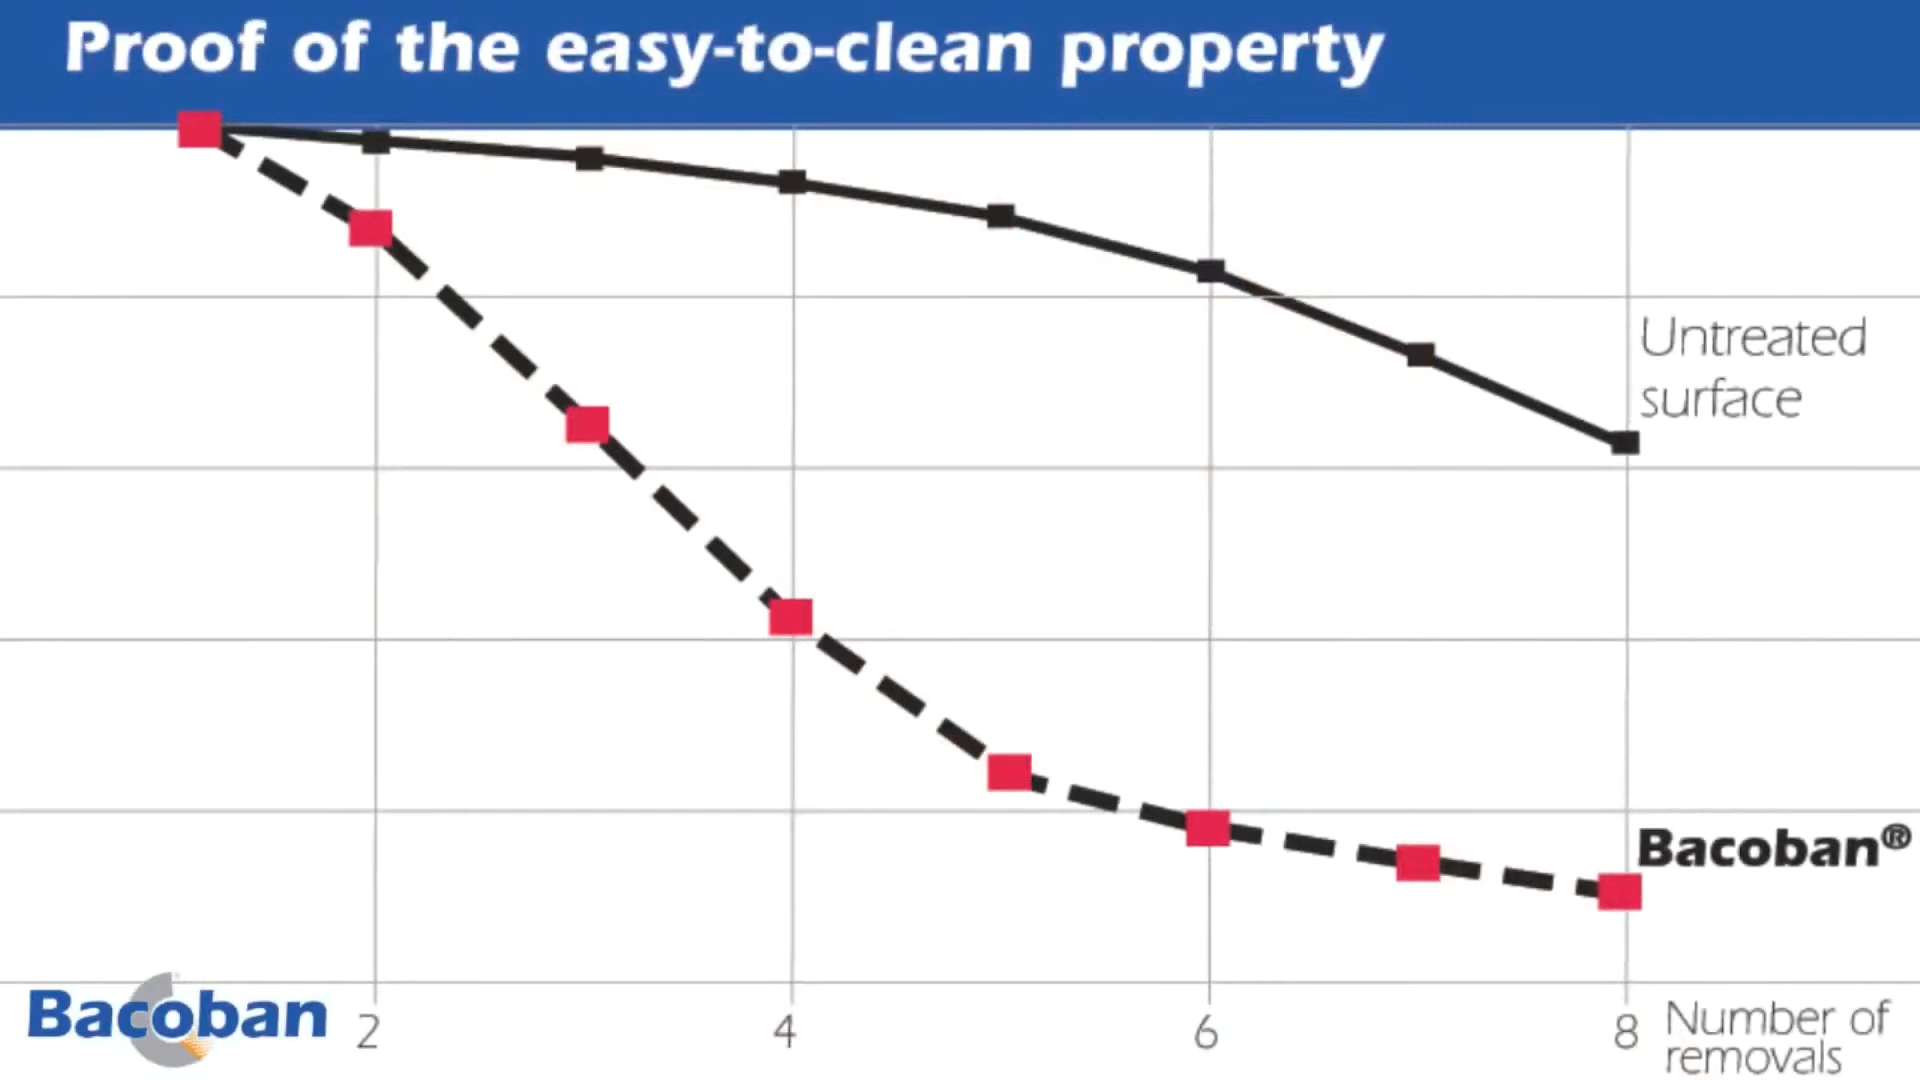 Proof of the easy-to-clean property
Untreated
surface
Bacoban®
Bacoban
2
4
6
8
Number of
removals